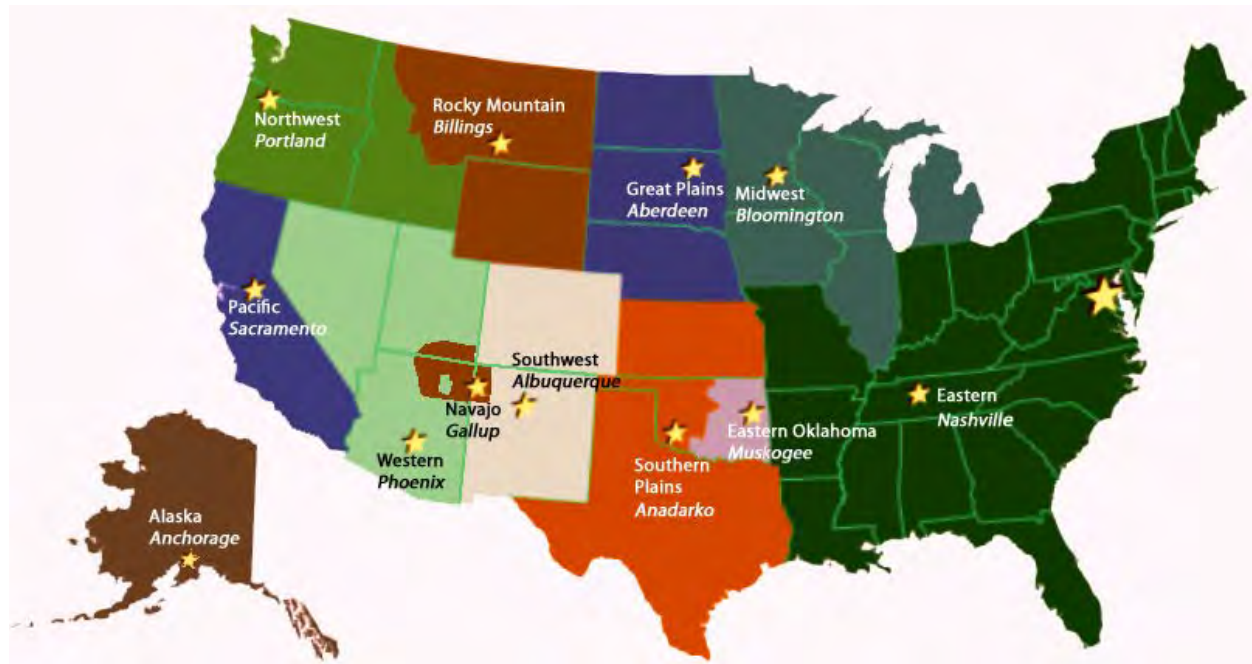 Northwest
Portland
Rocky Mountain
Billings
Great Plains
Aberdeen
Midwest
Bloomington
Pacific
Sacramento
Southwest
Albuquerque
Navajo
Gallup
Western
Phoenix
Eastern Oklahoma
Muskogee
Eastern
Nashville
Southern
Plains
Anadarko
Alaska
Anchorage